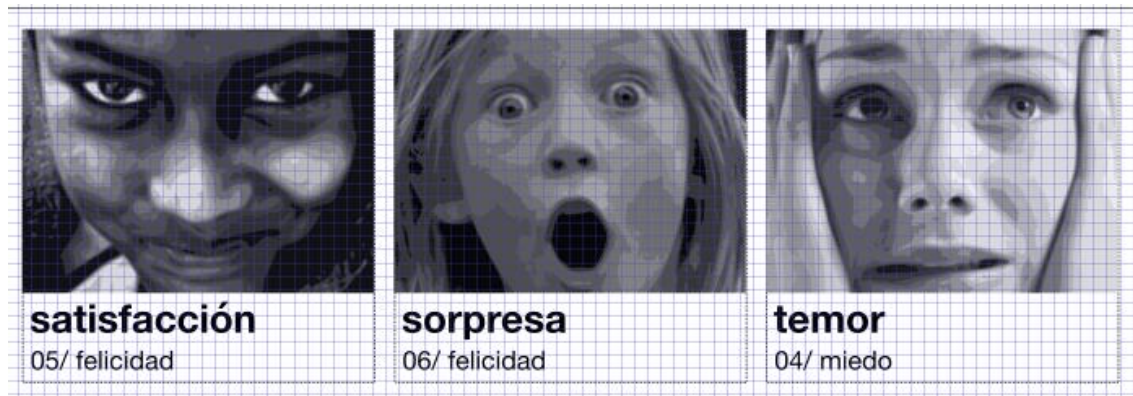 satisfacción
05/ felicidad
sorpresa
06/ felicidad
temor
04/ miedo